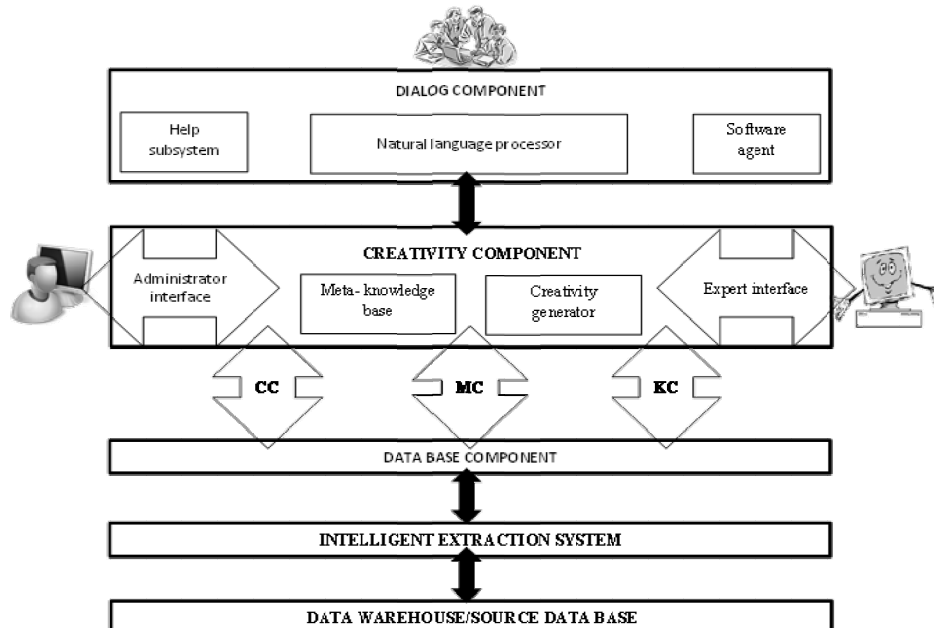 DIALOG COMPONENT
Help
subsystem
Natural language processor
Software
agent
CREATIVITY COMPONENT
Administrator
interface
Meta- knowledge
base
Creativity
generator
Expert interface
CC
MC
KC
DATA BASE COMPONENT
INTELLIGENT EXTRACTION SYSTEM
DATA WAREHOUSE/SOURCE DATA BASE